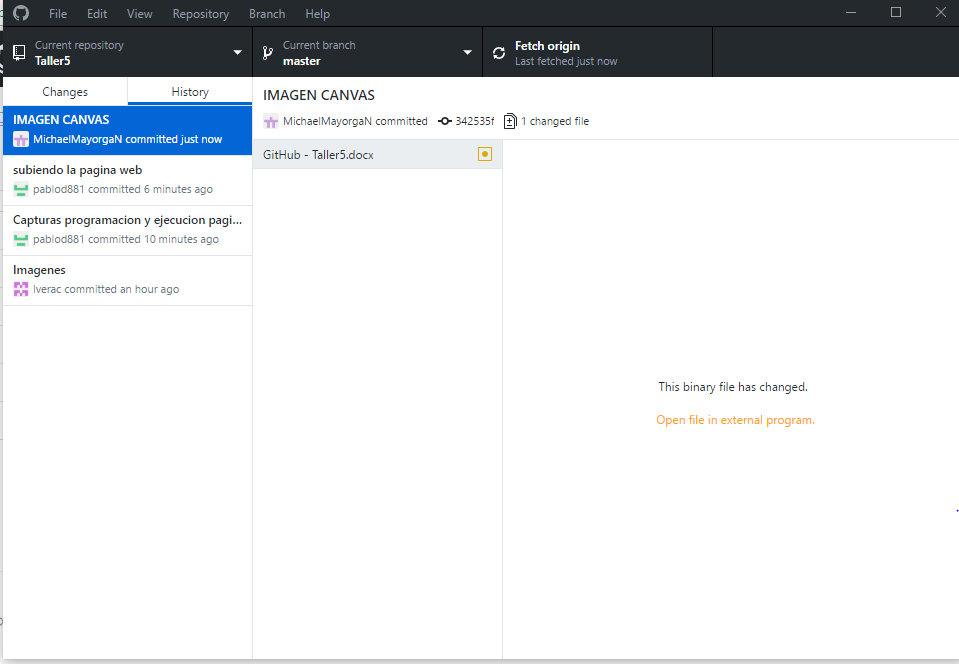 File Edit View Repository Branch Help
Current repository
Taller5
Current branch
master
Fetch origin
Last fetched just now
Changes
History
IMAGEN CANVAS
MichaelMayorgaN committed just now
subiendo la pagina web
pablod881 committed 6 minutes ago
Capturas programacion y ejecucion pagi...
pablod881 committed 10 minutes ago
Imagenes
lverac committed an hour ago
IMAGEN CANVAS
MichaelMayorgaN committed 342535f 1 changed file
GitHub - Taller5.docx
This binary file has changed.
Open file in external program.